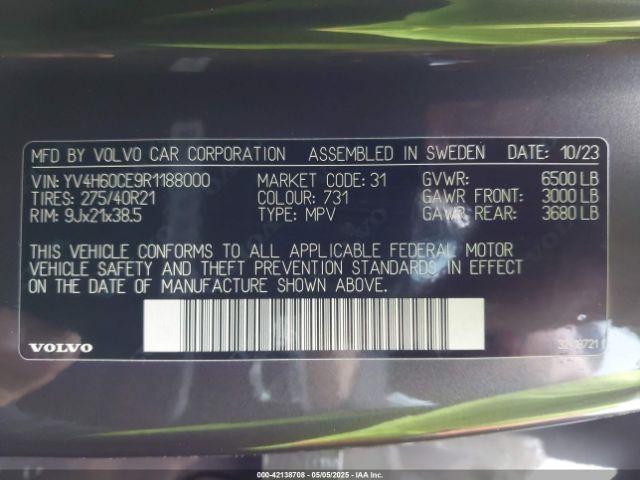 MFD BY VOLVO CAR CORPORATION ASSEMBLED IN SWEDEN DATE: 10/23
VIN: YV4H60CE9R1188000 MARKET CODE: 31 GVWR: 6500 LB
TIRES: 275/40R21 COLOUR: 731 GAWR FRONT: 3000 LB
RIM: 9Jx21x38.5 TYPE: MPV GAWR REAR: 3680 LB
THIS VEHICLE CONFORMS TO ALL APPLICABLE FEDERAL MOTOR
VEHICLE SAFETY AND THEFT PREVENTION STANDARDS IN EFFECT
ON THE DATE OF MANUFACTURE SHOWN ABOVE.
VOLVO
000-42138708 - 05/05/2025 - IAAI.com